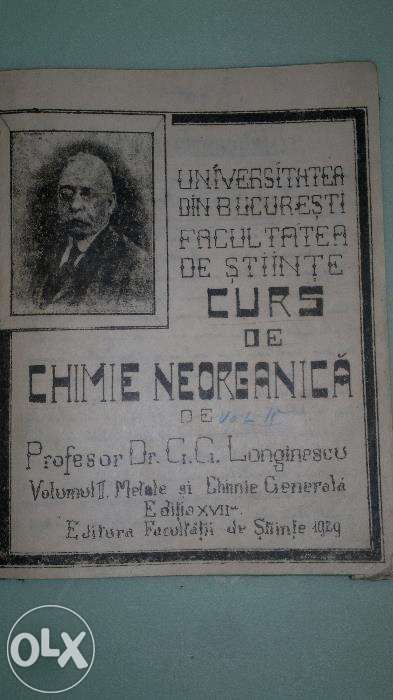 UNIVERSITATEA
DIN BUCUREȘTI
FACULTATEA
DE ȘTIINȚE
CURS
DE
CHIMIE NEORGANICĂ
DE Vol II
Profesor Dr. G.G. Longinescu
Volumul II. Metale și Chimie Generală
Ediția XVII-a
Editura Facultății de Științe 1929
OLX